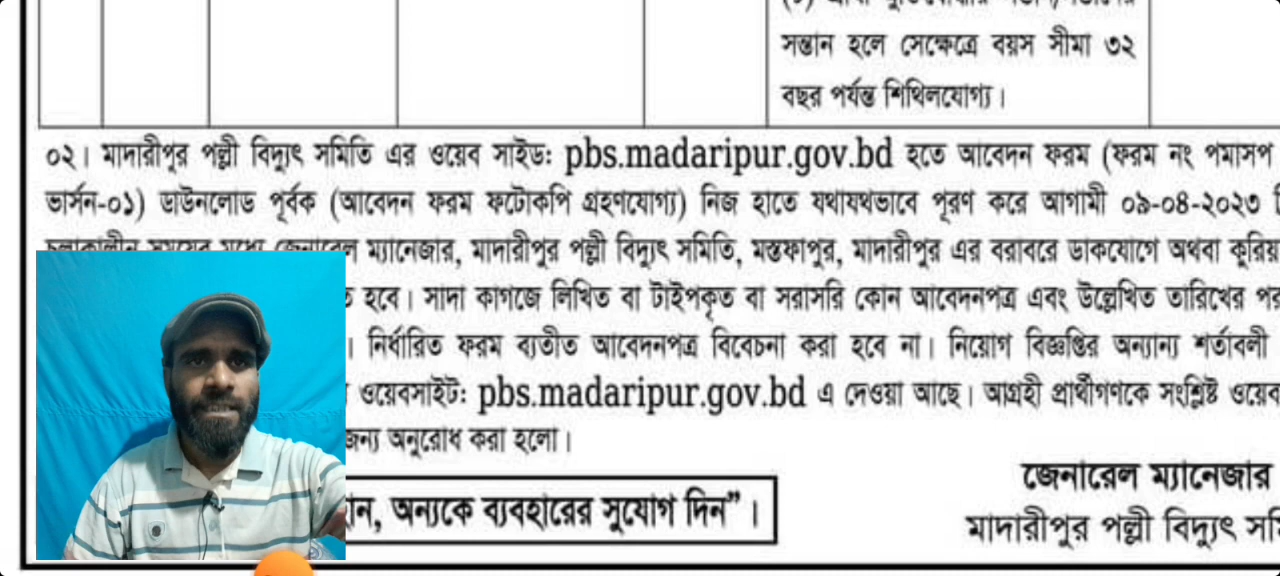 সন্তান হলে সেক্ষেত্রে বয়স সীমা ৩২
বছর পর্যন্ত শিথিলযোগ্য।
০২। মাদারীপুর পল্লী বিদ্যুৎ সমিতি এর ওয়েব সাইড: pbs.madaripur.gov.bd হতে আবেদন ফরম (ফরম নং পমাসপ
ভার্সন-০১) ডাউনলোড পূর্বক (আবেদন ফরম ফটোকপি গ্রহণযোগ্য) নিজ হাতে যথাযথভাবে পূরণ করে আগামী ০৯-০৪-২০২৩
জেনারেল ম্যানেজার, মাদারীপুর পল্লী বিদ্যুৎ সমিতি, মস্তফাপুর, মাদারীপুর এর বরাবরে ডাকযোগে অথবা কুরিয়
হবে। সাদা কাগজে লিখিত বা টাইপকৃত বা সরাসরি কোন আবেদনপত্র এবং উল্লেখিত তারিখের পর
। নির্ধারিত ফরম ব্যতীত আবেদনপত্র বিবেচনা করা হবে না। নিয়োগ বিজ্ঞপ্তির অন্যান্য শর্তাবলী
ওয়েবসাইট: pbs.madaripur.gov.bd এ দেওয়া আছে। আগ্রহী প্রার্থীগণকে সংশ্লিষ্ট ওয়েব
জন্য অনুরোধ করা হলো।
জেনারেল ম্যানেজার
অন্যকে ব্যবহারের সুযোগ দিন”।
মাদারীপুর পল্লী বিদ্যুৎ সমি